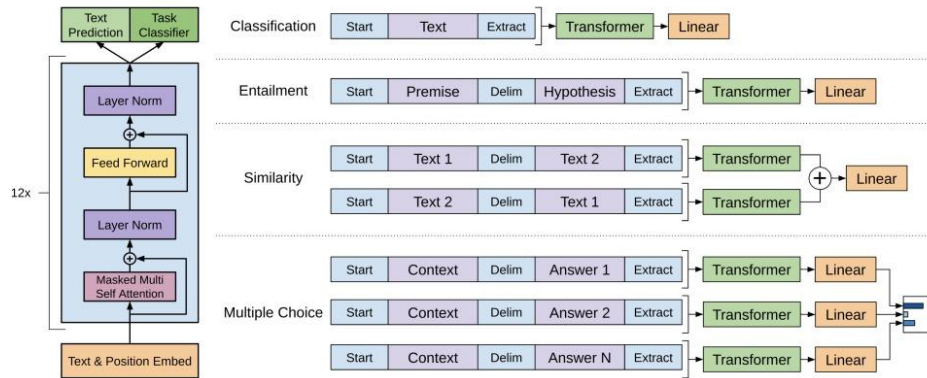 Text Prediction
Task Classifier
12x
Layer Norm
+
Feed Forward
Layer Norm
+
Masked Multi
Self Attention
Text & Position Embed
Classification
Start Text Extract Transformer Linear
Entailment
Start Premise Delim Hypothesis Extract Transformer Linear
Similarity
Start Text 1 Delim Text 2 Extract Transformer
+ Linear
Start Text 2 Delim Text 1 Extract Transformer
Multiple Choice
Start Context Delim Answer 1 Extract Transformer Linear
Start Context Delim Answer 2 Extract Transformer Linear
Start Context Delim Answer N Extract Transformer Linear